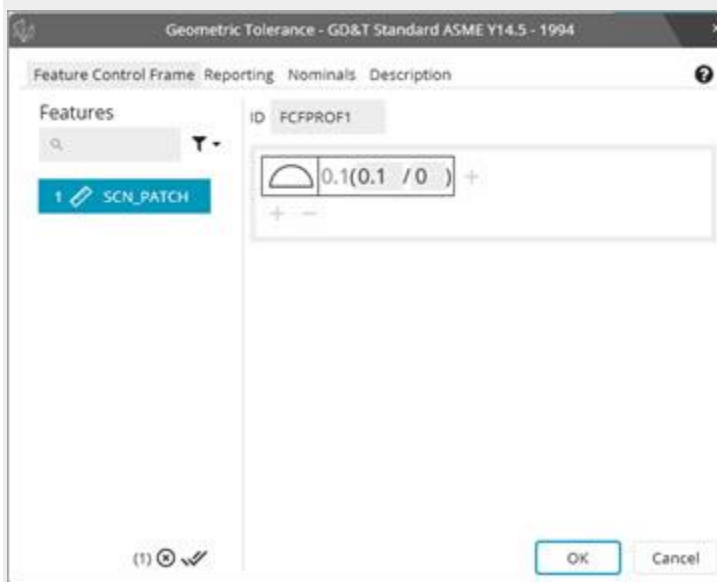 Geometric Tolerance - GD&T Standard ASME Y14.5 - 1994
Feature Control Frame Reporting Nominals Description
Features
ID FCFPROF1
0.1(0.1 / 0 )
1 SCN_PATCH
(1)
OK Cancel